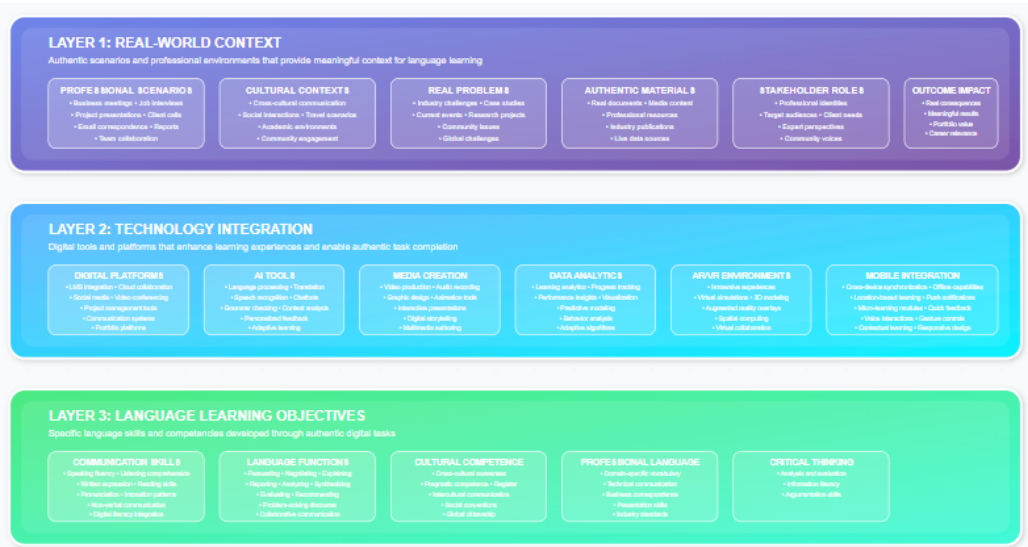 LAYER 1: REAL-WORLD CONTEXT
Authentic scenarios and professional environments that provide meaningful context for language learning
PROFESSIONAL SCENARIOS
• Business meetings • Job interviews
• Project presentations • Client calls
• Email correspondence • Reports
• Team collaboration
CULTURAL CONTEXTS
• Cross-cultural communication
• Social interactions • Travel scenarios
• Academic environments
• Community engagement
REAL PROBLEMS
• Industry challenges • Case studies
• Current events • Research projects
• Community issues
• Global challenges
AUTHENTIC MATERIALS
• Real documents • Media content
• Professional resources
• Industry publications
• Live data sources
STAKEHOLDER ROLES
• Professional identities
• Target audiences • Client needs
• Expert perspectives
• Community voices
OUTCOME IMPACT
• Real consequences
• Meaningful results
• Portfolio value
• Career relevance
LAYER 2: TECHNOLOGY INTEGRATION
Digital tools and platforms that enhance learning experiences and enable authentic task completion
DIGITAL PLATFORMS
• LMS integration • Cloud collaboration
• Social media • Video conferencing
• Project management tools
• Communication systems
• Portfolio platforms
AI TOOLS
• Language processing • Translation
• Speech recognition • Chatbots
• Grammar checking • Content analysis
• Personalized feedback
• Adaptive learning
MEDIA CREATION
• Video production • Audio recording
• Graphic design • Animation tools
• Interactive presentations
• Digital storytelling
• Multimedia authoring
DATA ANALYTICS
• Learning analytics • Progress tracking
• Performance insights • Visualization
• Predictive modeling
• Behavior analysis
• Adaptive algorithms
AR/VR ENVIRONMENTS
• Immersive experiences
• Virtual simulations • 3D modeling
• Augmented reality overlays
• Spatial computing
• Virtual collaboration
MOBILE INTEGRATION
• Cross-device synchronization • Offline capabilities
• Location-based learning • Push notifications
• Micro-learning modules • Quick feedback
• Voice interactions • Gesture controls
• Contextual learning • Responsive design
LAYER 3: LANGUAGE LEARNING OBJECTIVES
Specific language skills and competencies developed through authentic digital tasks
COMMUNICATION SKILLS
• Speaking fluency • Listening comprehension
• Written expression • Reading skills
• Pronunciation • Intonation patterns
• Non-verbal communication
• Digital literacy integration
LANGUAGE FUNCTIONS
• Persuading • Negotiating • Explaining
• Reporting • Analyzing • Synthesizing
• Evaluating • Recommending
• Problem-solving discourse
• Collaborative communication
CULTURAL COMPETENCE
• Cross-cultural awareness
• Pragmatic competence • Register
• Intercultural communication
• Social conventions
• Global citizenship
PROFESSIONAL LANGUAGE
• Domain-specific vocabulary
• Technical communication
• Business correspondence
• Presentation skills
• Industry standards
CRITICAL THINKING
• Analysis and evaluation
• Information literacy
• Argumentation skills